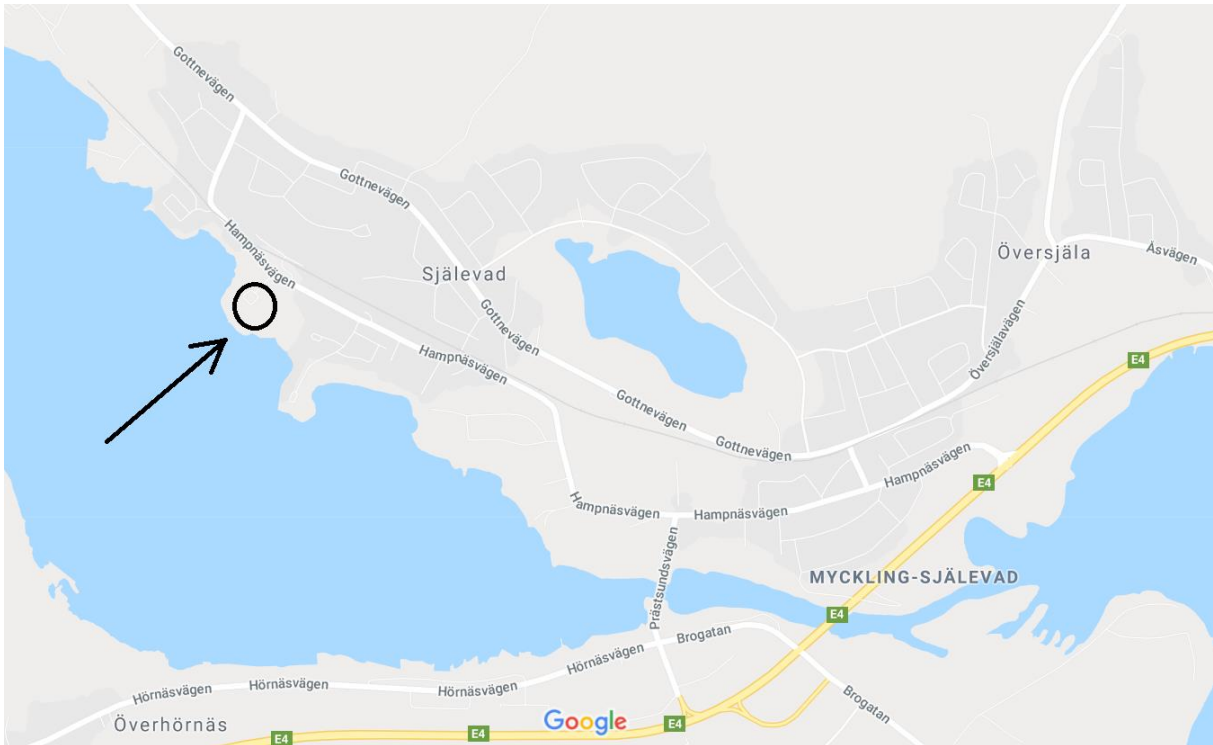 Gottnevägen
Gottnevägen
Hampnäsvägen
Själevad
Översjäla
Åsvägen
Gottnevägen
Översjälavägen
E4
Hampnäsvägen
Gottnevägen
Gottnevägen
Hampnäsvägen
E4
Hampnäsvägen
Hampnäsvägen
Prästsundsvägen
MYCKLING-SJÄLEVAD
E4
Brogatan
Hörnäsvägen
Hörnäsvägen
Hörnäsvägen
Hörnäsvägen
Brogatan
Överhörnäs
Google
E4
E4
E4